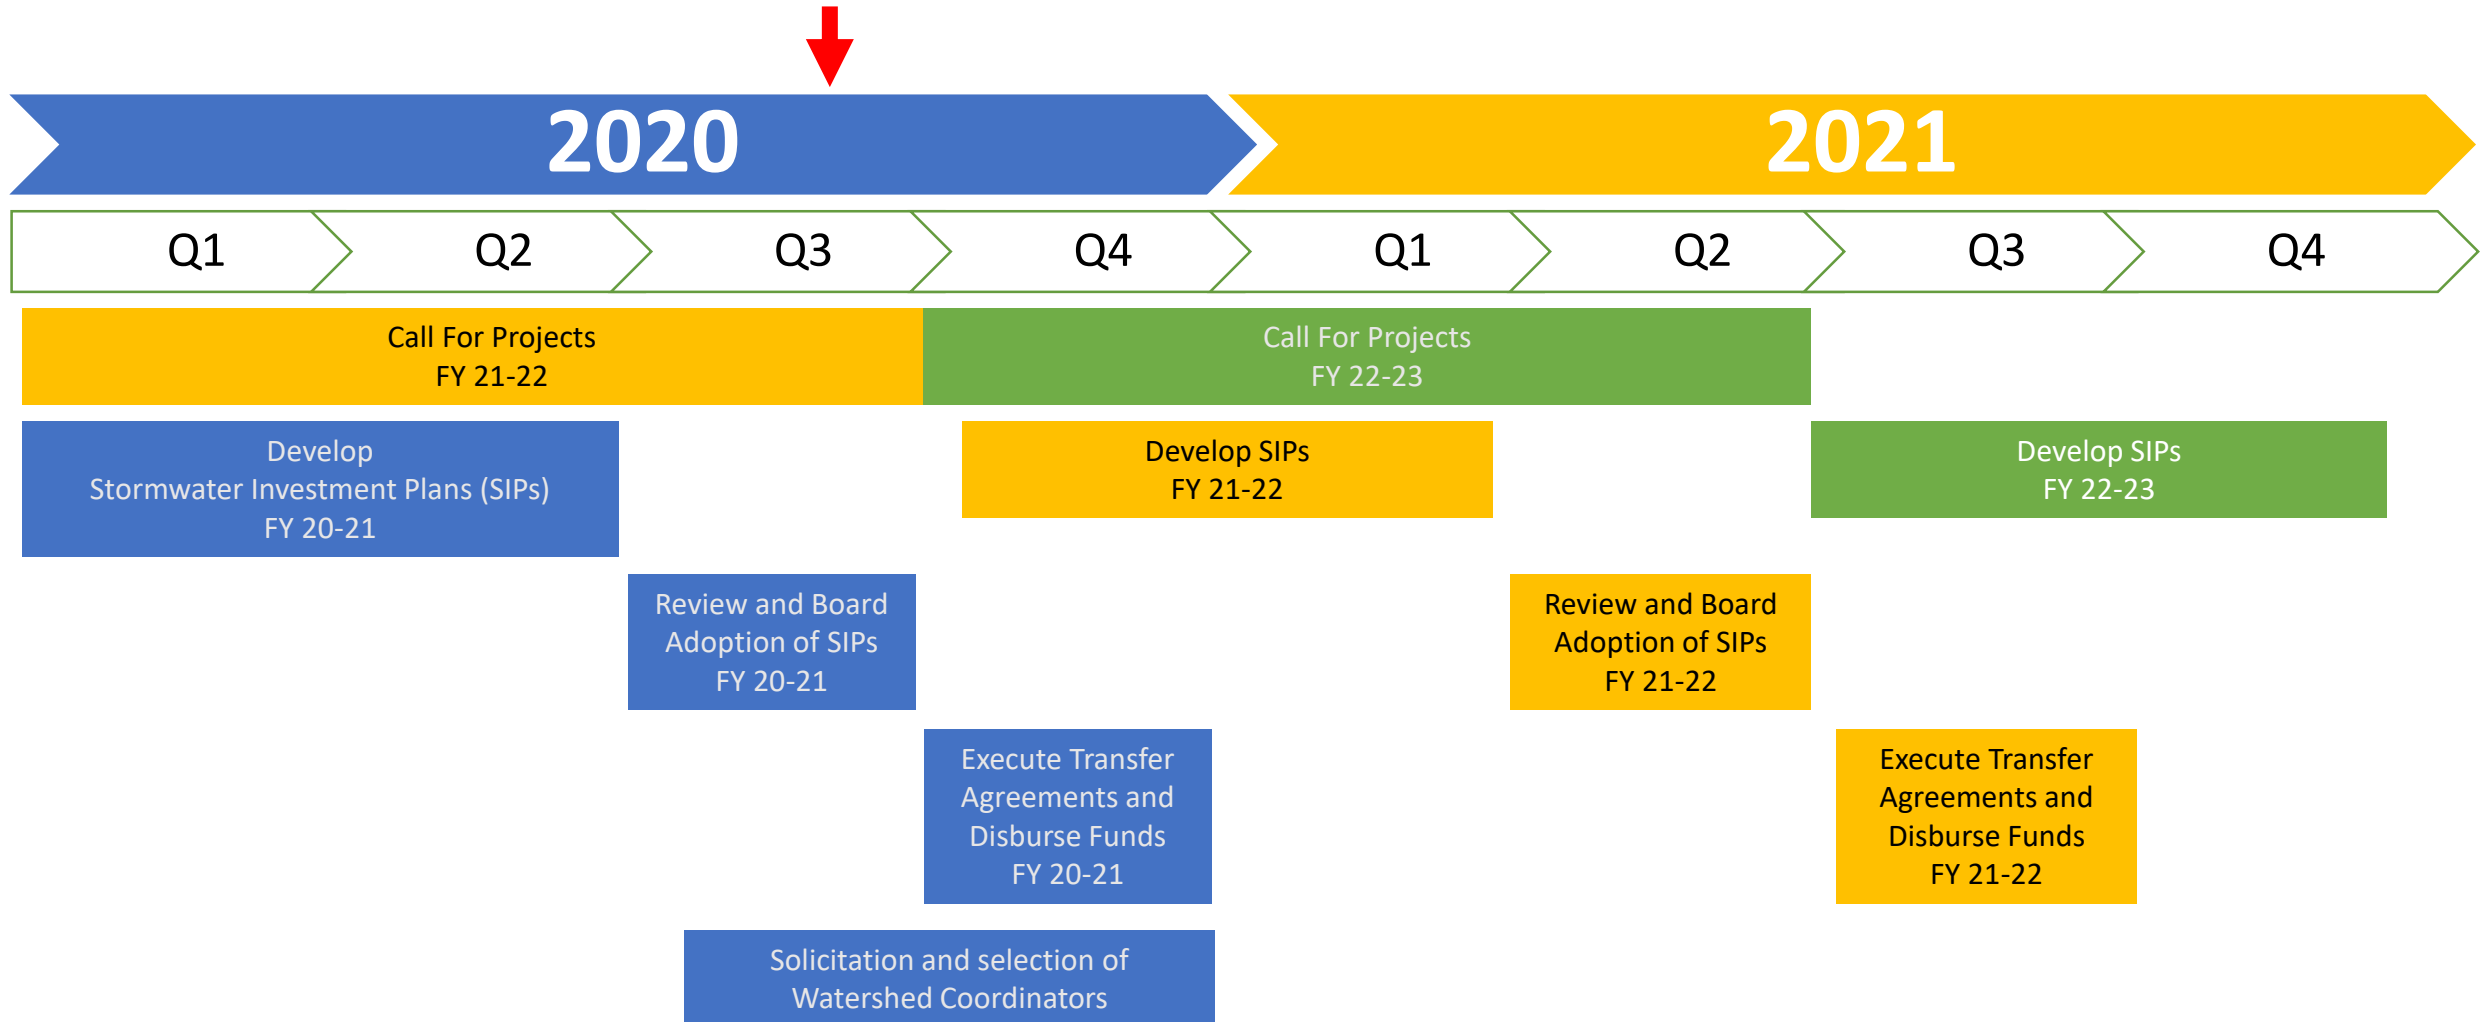 2020
2021
Q1
Q2
Q3
Q4
Q1
Q2
Q3
Q4
Call For Projects
FY 21-22
Call For Projects
FY 22-23
Develop
Stormwater Investment Plans (SIPs)
FY 20-21
Develop SIPs
FY 21-22
Develop SIPs
FY 22-23
Review and Board
Adoption of SIPs
FY 20-21
Review and Board
Adoption of SIPs
FY 21-22
Execute Transfer
Agreements and
Disburse Funds
FY 20-21
Execute Transfer
Agreements and
Disburse Funds
FY 21-22
Solicitation and selection of
Watershed Coordinators